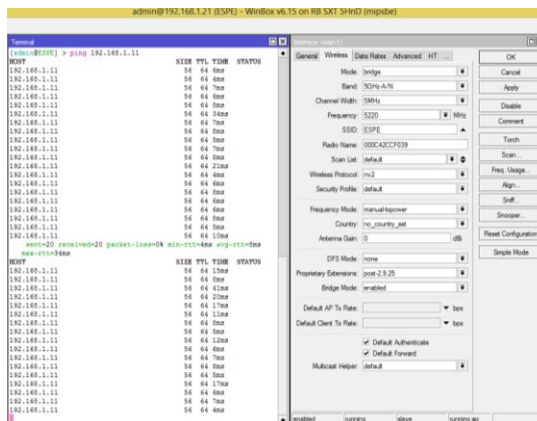 admin@192.168.1.21 (ESPE) - WinBox v6.15 on RB SXT 5HnD (mipsbe)
Terminal
[admin@ESPE] > ping 192.168.1.11
HOST SIZE TTL TIME STATUS
192.168.1.11 56 64 6ms
192.168.1.11 56 64 4ms
192.168.1.11 56 64 7ms
192.168.1.11 56 64 6ms
192.168.1.11 56 64 8ms
192.168.1.11 56 64 34ms
192.168.1.11 56 64 7ms
192.168.1.11 56 64 8ms
192.168.1.11 56 64 5ms
192.168.1.11 56 64 7ms
192.168.1.11 56 64 8ms
192.168.1.11 56 64 21ms
192.168.1.11 56 64 4ms
192.168.1.11 56 64 6ms
192.168.1.11 56 64 8ms
192.168.1.11 56 64 6ms
192.168.1.11 56 64 6ms
192.168.1.11 56 64 8ms
192.168.1.11 56 64 5ms
192.168.1.11 56 64 10ms
sent=20 received=20 packet-loss=0% min-rtt=4ms avg-rtt=8ms
max-rtt=34ms
HOST SIZE TTL TIME STATUS
192.168.1.11 56 64 15ms
192.168.1.11 56 64 8ms
192.168.1.11 56 64 41ms
192.168.1.11 56 64 20ms
192.168.1.11 56 64 17ms
192.168.1.11 56 64 11ms
192.168.1.11 56 64 8ms
192.168.1.11 56 64 5ms
192.168.1.11 56 64 12ms
192.168.1.11 56 64 6ms
192.168.1.11 56 64 7ms
192.168.1.11 56 64 8ms
192.168.1.11 56 64 5ms
192.168.1.11 56 64 17ms
192.168.1.11 56 64 6ms
192.168.1.11 56 64 7ms
192.168.1.11 56 64 4ms
Interface <wlan1>
General Wireless Data Rates Advanced HT ...
Mode: bridge
Band: 5GHz-A/N
Channel Width: 5MHz
Frequency: 5220 MHz
SSID: ESPE
Radio Name: 000C42CCF039
Scan List: default
Wireless Protocol: nv2
Security Profile: default
Frequency Mode: manual-txpower
Country: no_country_set
Antenna Gain: 0 dBi
DFS Mode: none
Proprietary Extensions: post-2.9.25
Bridge Mode: enabled
Default AP Tx Rate: bps
Default Client Tx Rate: bps
Default Authenticate
Default Forward
Multicast Helper: default
enabled running slave running ap
OK
Cancel
Apply
Disable
Comment
Torch
Scan...
Freq. Usage...
Align...
Sniff...
Snooper...
Reset Configuration
Simple Mode